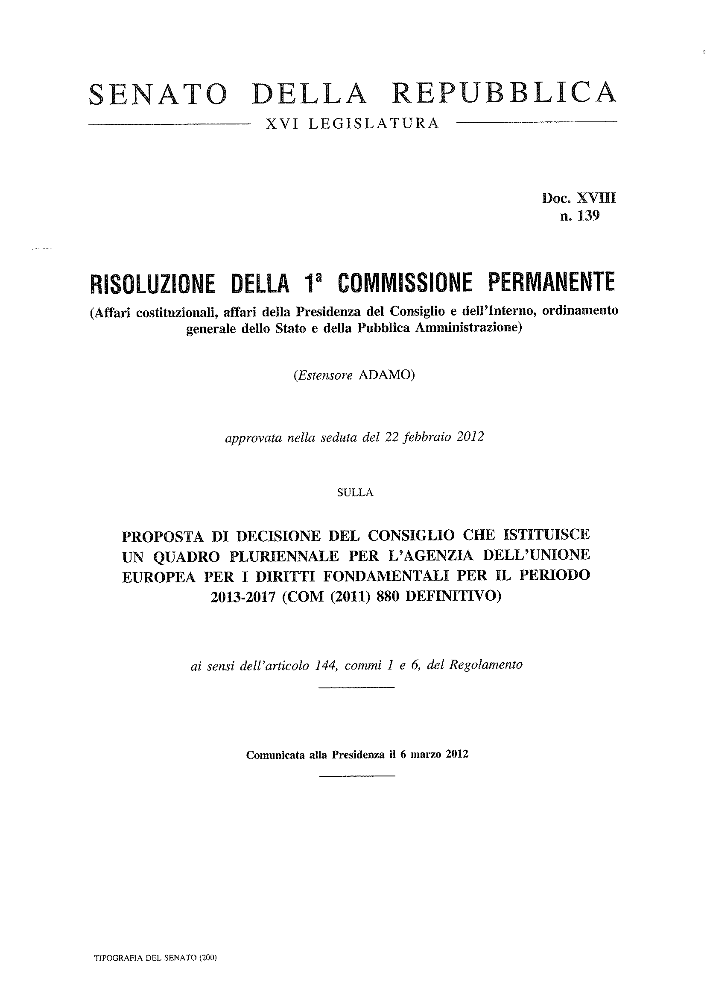 SENATO DELLA REPUBBLICA
XVI LEGISLATURA
Doc. XVIII
n. 139
RISOLUZIONE DELLA 1ª COMMISSIONE PERMANENTE
(Affari costituzionali, affari della Presidenza del Consiglio e dell'Interno, ordinamento
generale dello Stato e della Pubblica Amministrazione)
(Estensore ADAMO)
approvata nella seduta del 22 febbraio 2012
SULLA
PROPOSTA DI DECISIONE DEL CONSIGLIO CHE ISTITUISCE
UN QUADRO PLURIENNALE PER L'AGENZIA DELL'UNIONE
EUROPEA PER I DIRITTI FONDAMENTALI PER IL PERIODO
2013-2017 (COM (2011) 880 DEFINITIVO)
ai sensi dell'articolo 144, commi 1 e 6, del Regolamento
Comunicata alla Presidenza il 6 marzo 2012
TIPOGRAFIA DEL SENATO (200)